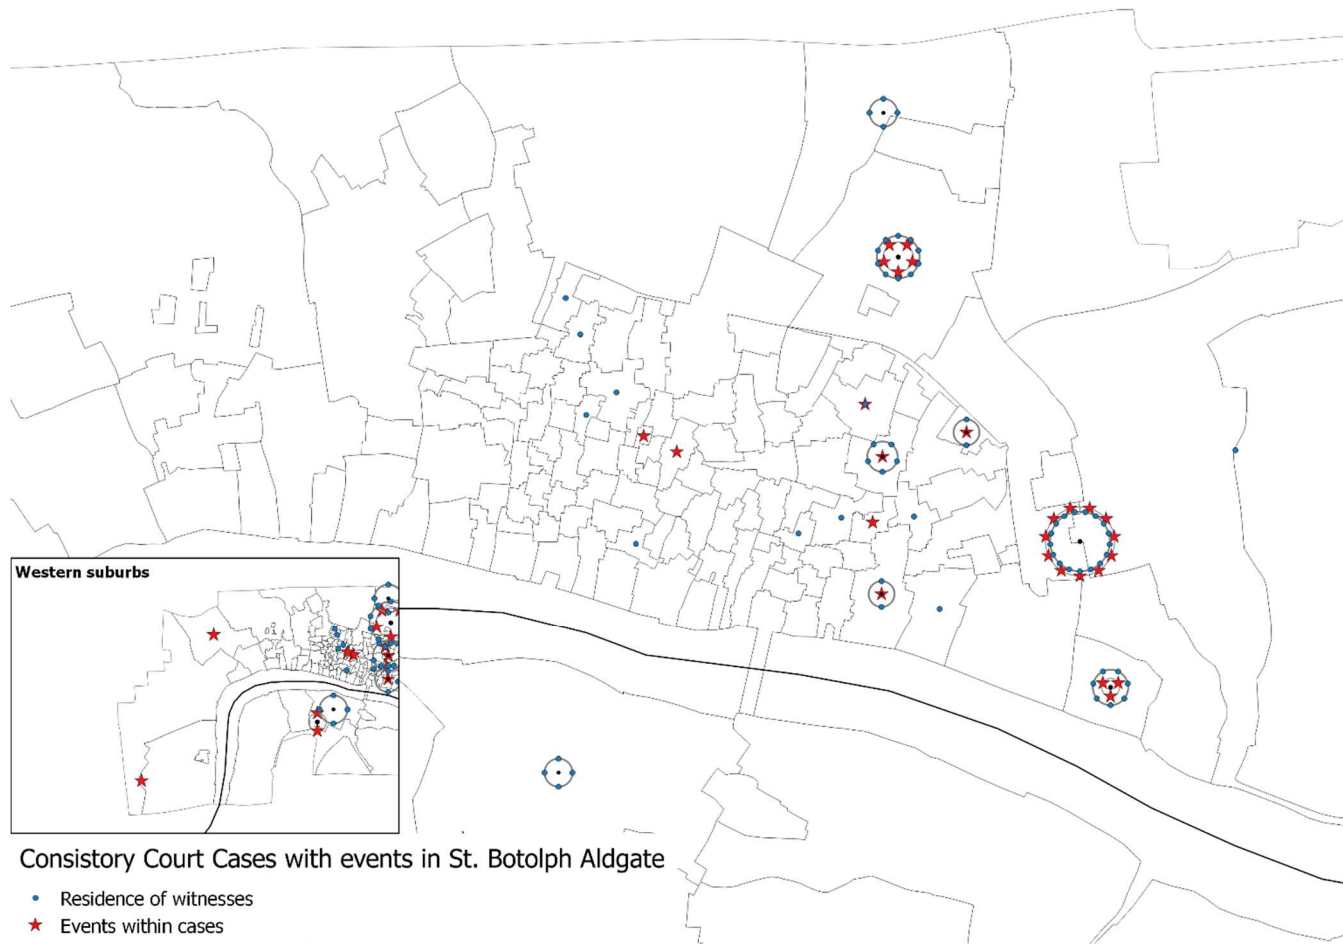 Western suburbs
Consistory Court Cases with events in St. Botolph Aldgate
Residence of witnesses
Events within cases